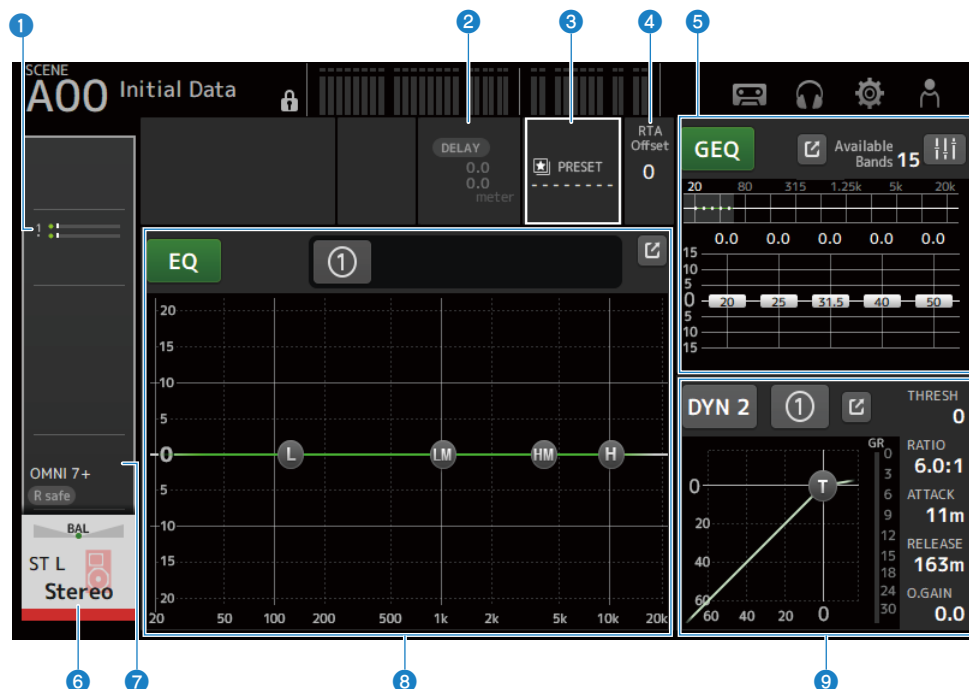 1 2 3 4 5
SCENE
A00 Initial Data
DELAY
0.0
0.0
meter
PRESET
- - - - - - - -
RTA
Offset
0
GEQ
Available
Bands 15
20 80 315 1.25k 5k 20k
0.0 0.0 0.0 0.0 0.0
15
10
5
0
5
10
15
20 25 31.5 40 50
1
!
OMNI 7+
R safe
BAL
ST L
Stereo
EQ
1
20
15
10
5
0
5
10
15
20
L LM HM H
20 50 100 200 500 1k 2k 5k 10k 20k
DYN 2
1
THRESH
0
GR
0
3
6
9
12
15
18
24
30
RATIO
6.0:1
ATTACK
11m
RELEASE
163m
O.GAIN
0.0
T
0
20
40
60
60 40 20 0
6 7 8 9